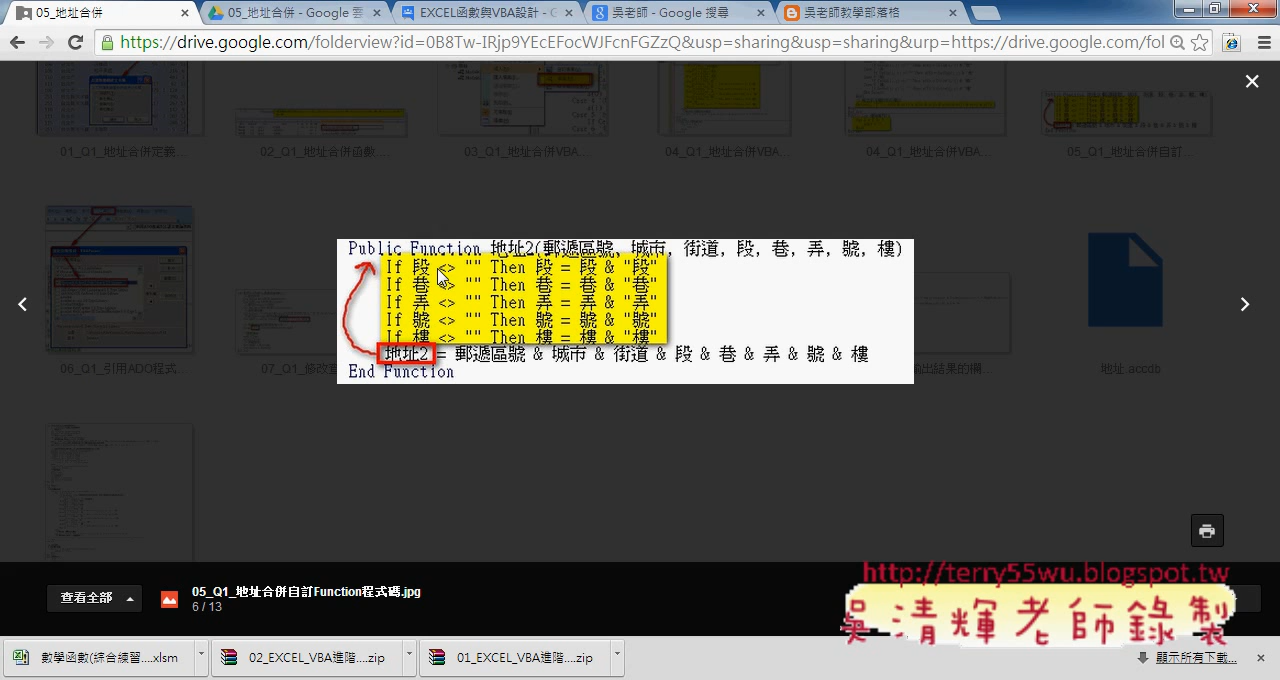 05_地址合併
05_地址合併 - Google 雲
EXCEL函數與VBA設計 - G
吳老師 - Google 搜尋
吳老師教學部落格
https://drive.google.com/folderview?id=0B8Tw-IRjp9YEcEFocWJFcnFGZzQ&usp=sharing&usp=sharing&urp=https://drive.google.com/fol
01_Q1_地址合併定義...
02_Q1_地址合併函數...
03_Q1_地址合併VBA...
04_Q1_地址合併VBA...
04_Q1_地址合併VBA...
05_Q1_地址合併自訂...
Public Function 地址2(郵遞區號, 城市, 街道, 段, 巷, 弄, 號, 樓)
If 段 <> "" Then 段 = 段 & "段"
If 巷 <> "" Then 巷 = 巷 & "巷"
If 弄 <> "" Then 弄 = 弄 & "弄"
If 號 <> "" Then 號 = 號 & "號"
If 樓 <> "" Then 樓 = 樓 & "樓"
地址2 = 郵遞區號 & 城市 & 街道 & 段 & 巷 & 弄 & 號 & 樓
End Function
06_Q1_引用ADO程式...
07_Q1_修改
輸出結果的欄...
地址.accdb
查看全部
05_Q1_地址合併自訂Function程式碼.jpg
6 / 13
http://terry55wu.blogspot.tw
吳清輝老師錄製
數學函數(綜合練習....xlsm
02_EXCEL_VBA進階....zip
01_EXCEL_VBA進階....zip
顯示所有下載...